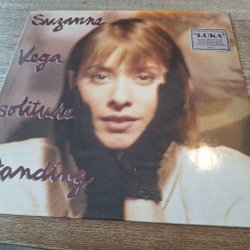 Suzanne
Vega
solitude
standing
"LUKA"